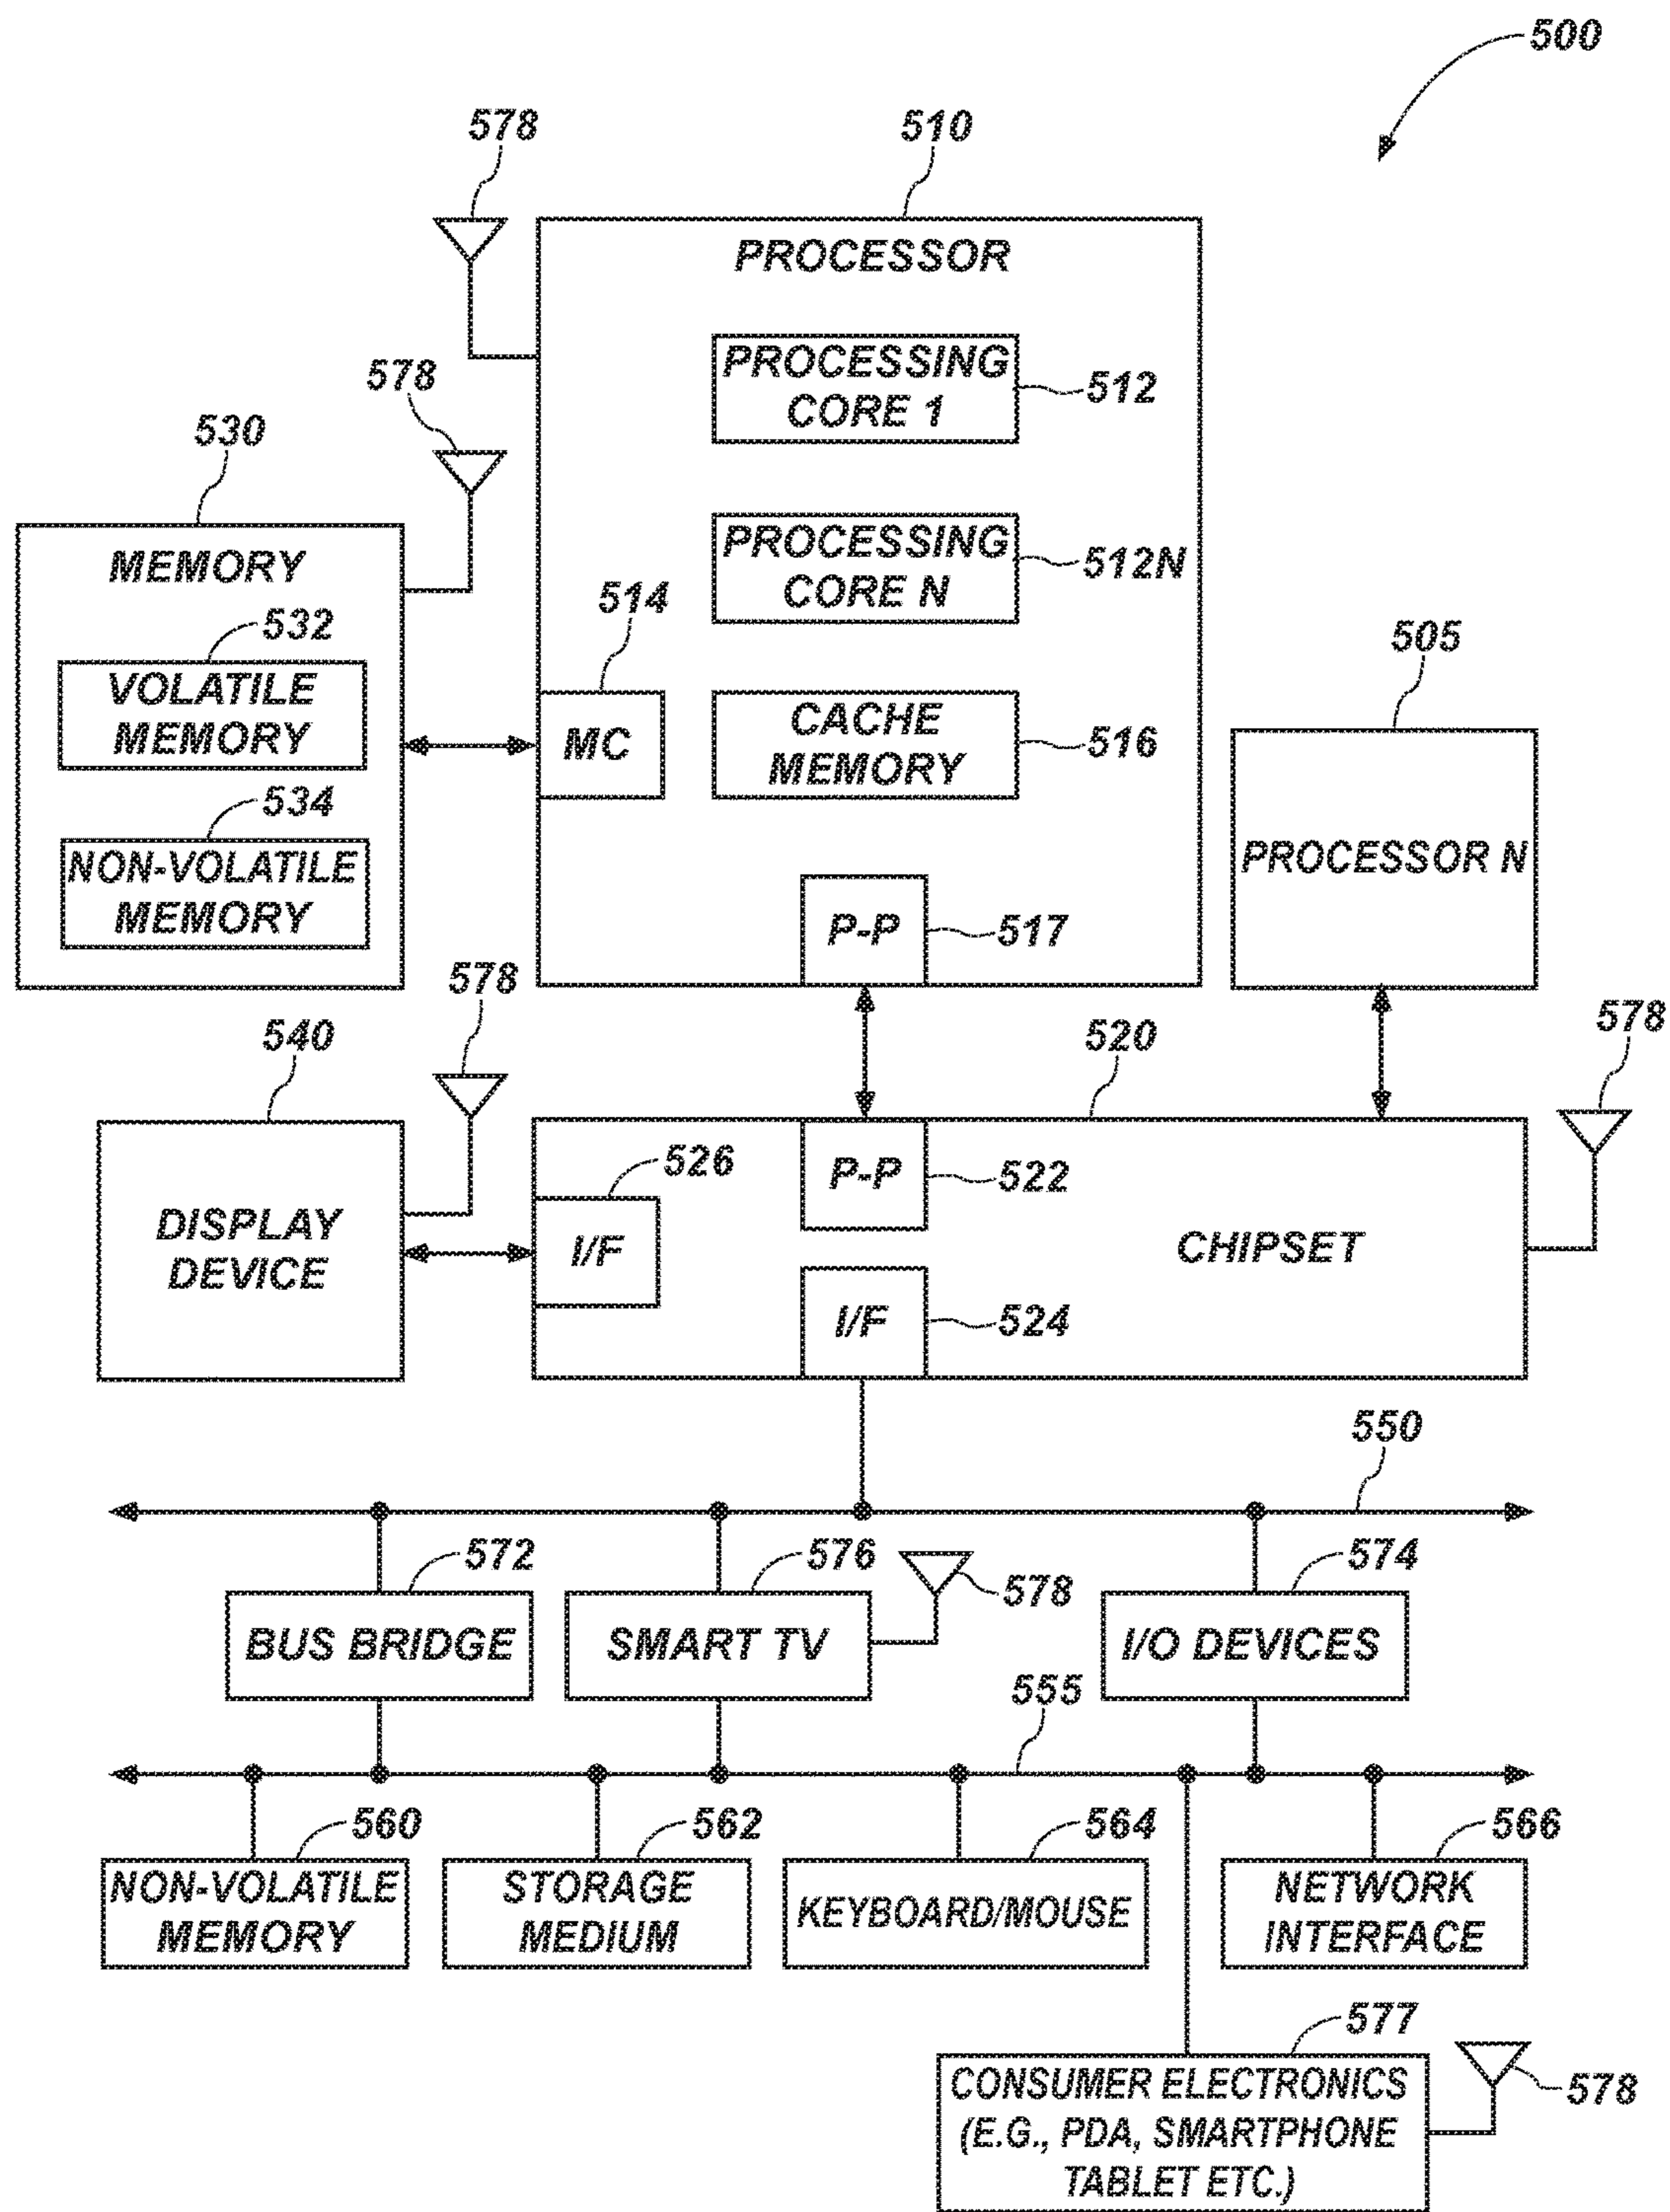 500
578
510
PROCESSOR
PROCESSING
CORE 1
512
578
530
MEMORY
PROCESSING
CORE N
512N
514
532
VOLATILE
MEMORY
MC
CACHE
MEMORY
516
505
PROCESSOR N
534
NON-VOLATILE
MEMORY
P-P
517
578
540
520
578
DISPLAY
DEVICE
526
I/F
P-P
522
CHIPSET
I/F
524
550
572
576
578
574
BUS BRIDGE
SMART TV
I/O DEVICES
555
560
562
564
566
NON-VOLATILE
MEMORY
STORAGE
MEDIUM
KEYBOARD/MOUSE
NETWORK
INTERFACE
577
CONSUMER ELECTRONICS
(E.G., PDA, SMARTPHONE
TABLET ETC.)
578